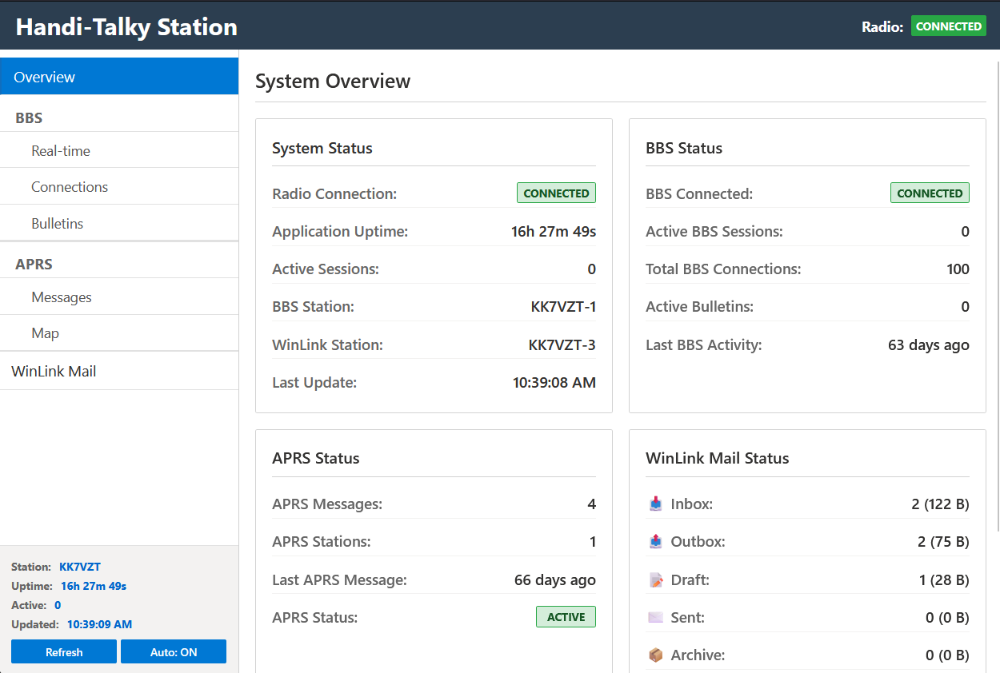 Handi-Talky Station
Radio: CONNECTED
Overview
BBS
Real-time
Connections
Bulletins
APRS
Messages
Map
WinLink Mail
Station: KK7VZT
Uptime: 16h 27m 49s
Active: 0
Updated: 10:39:09 AM
Refresh
Auto: ON
System Overview
System Status
Radio Connection: CONNECTED
Application Uptime: 16h 27m 49s
Active Sessions: 0
BBS Station: KK7VZT-1
WinLink Station: KK7VZT-3
Last Update: 10:39:08 AM
BBS Status
BBS Connected: CONNECTED
Active BBS Sessions: 0
Total BBS Connections: 100
Active Bulletins: 0
Last BBS Activity: 63 days ago
APRS Status
APRS Messages: 4
APRS Stations: 1
Last APRS Message: 66 days ago
APRS Status: ACTIVE
WinLink Mail Status
Inbox: 2 (122 B)
Outbox: 2 (75 B)
Draft: 1 (28 B)
Sent: 0 (0 B)
Archive: 0 (0 B)